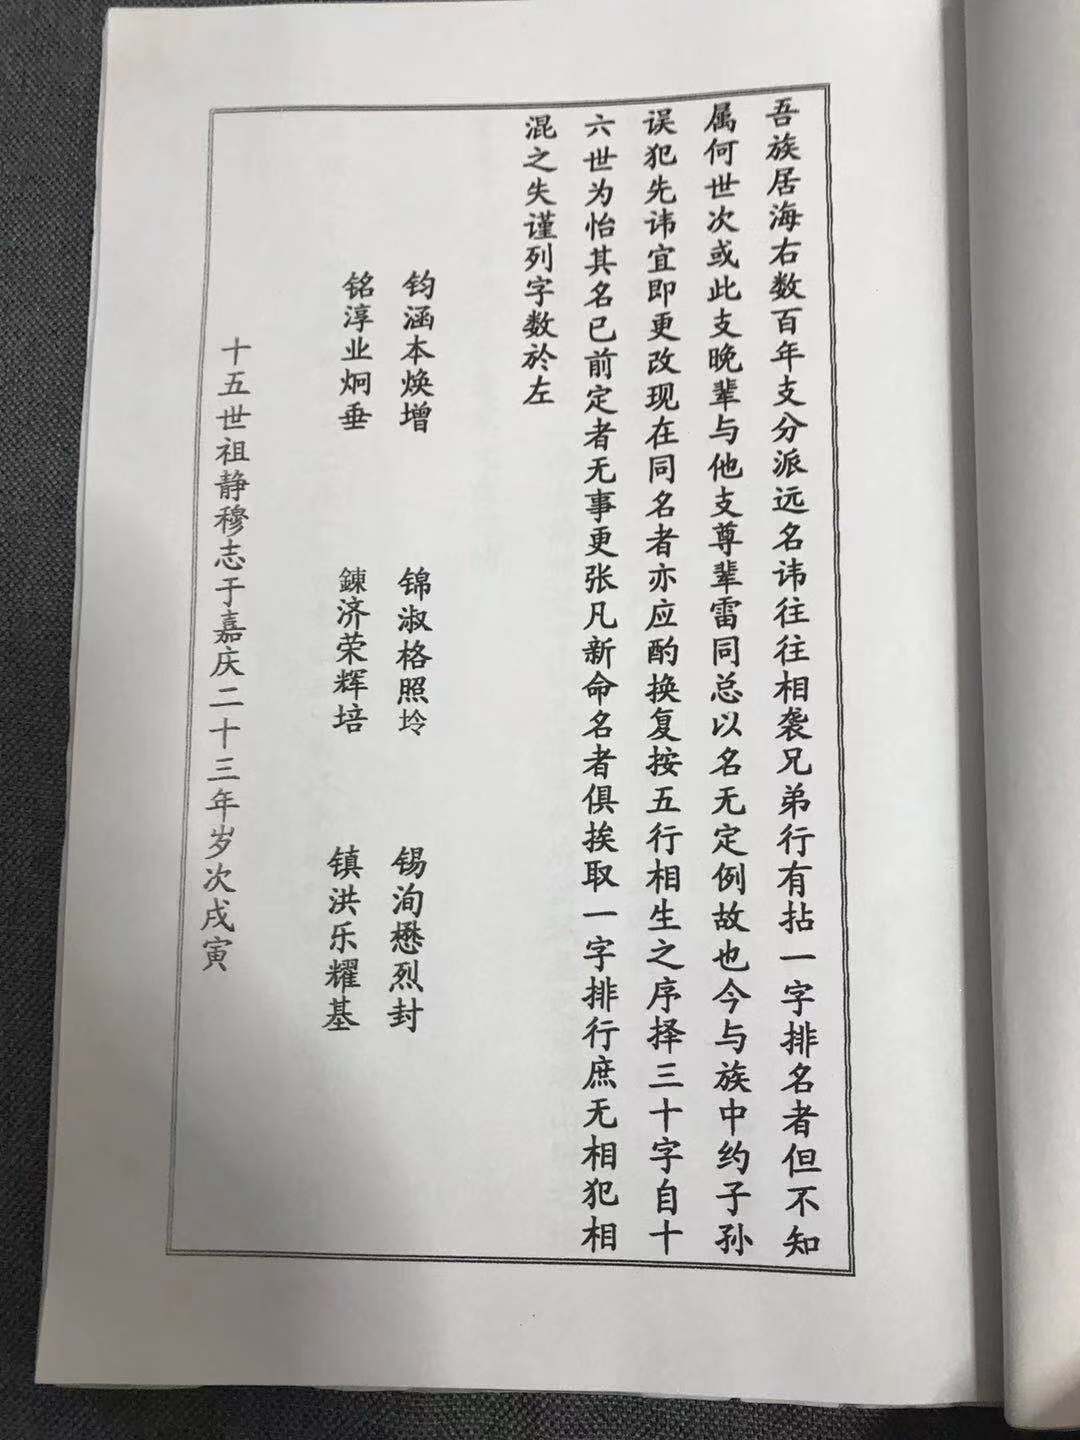 吾族居海右数百年支分派远名讳往往相袭兄弟行有拈一字排名者但不知
属何世次或此支晚辈与他支尊辈雷同总以名无定例故也今与族中约子孙
误犯先讳宜即更改现在同名者亦应酌换复按五行相生之序择三十字自十
六世为怡其名已前定者无事更张凡新命名者俱挨取一字排行庶无相犯相
混之失谨列字数於左
钧涵本焕增 锦淑格照坽 锡洵懋烈封
铭淳业炯垂 鍊济荣辉培 镇洪乐耀基
十五世祖静穆志于嘉庆二十三年岁次戌寅